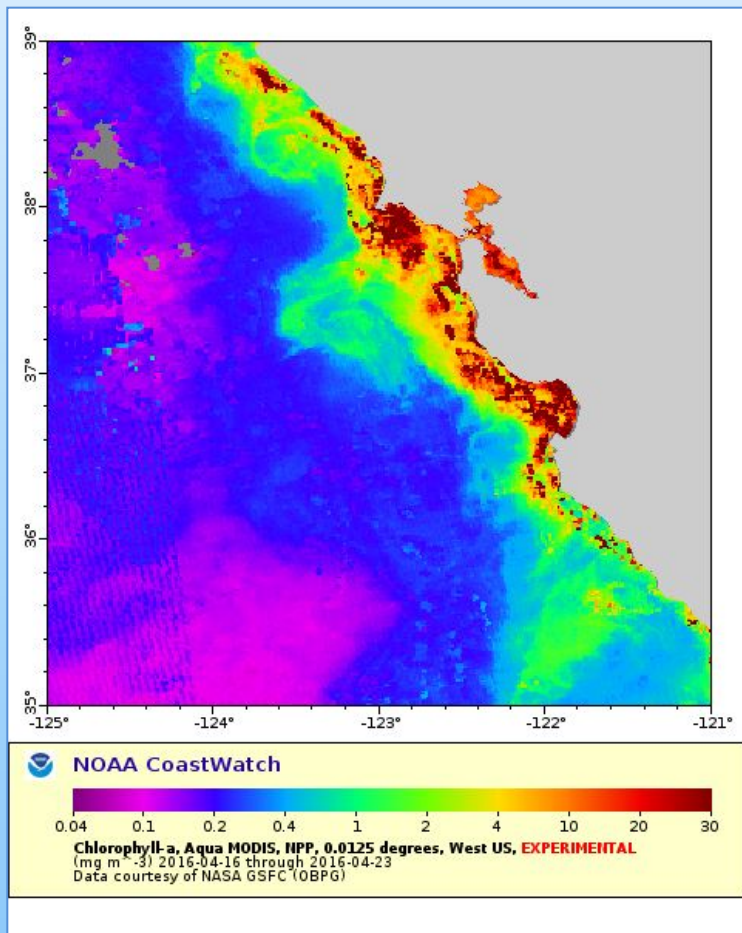 39°
38°
37°
36°
35°
-125° -124° -123° -122° -121°
NOAA CoastWatch
0.04 0.1 0.2 0.4 1 2 4 10 20 30
Chlorophyll-a, Aqua MODIS, NPP, 0.0125 degrees, West US, EXPERIMENTAL
(mg m^-3) 2016-04-16 through 2016-04-23
Data courtesy of NASA GSFC (OBPG)